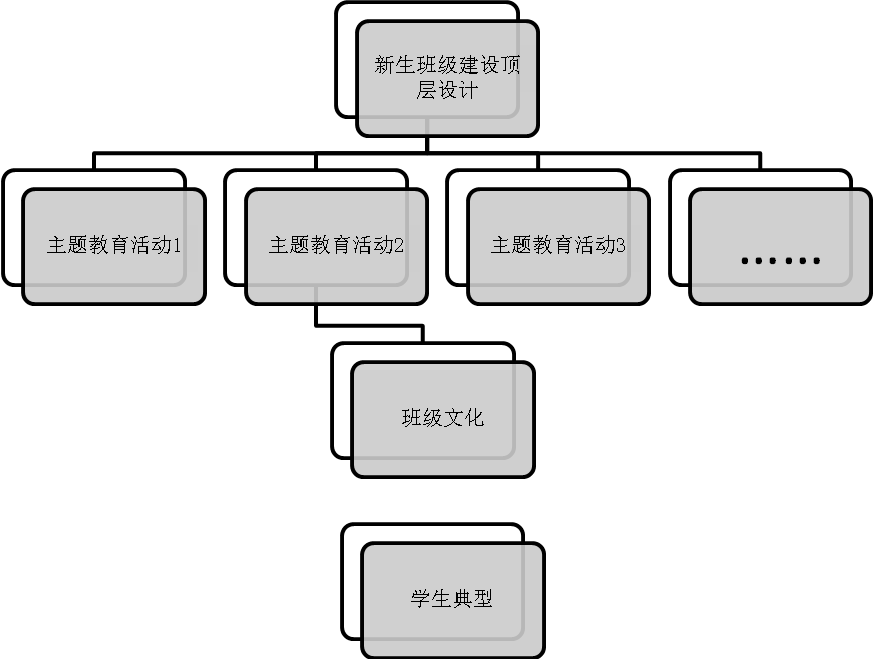 新生班级建设顶
层设计
主题教育活动1
主题教育活动2
主题教育活动3
······
班级文化
学生典型